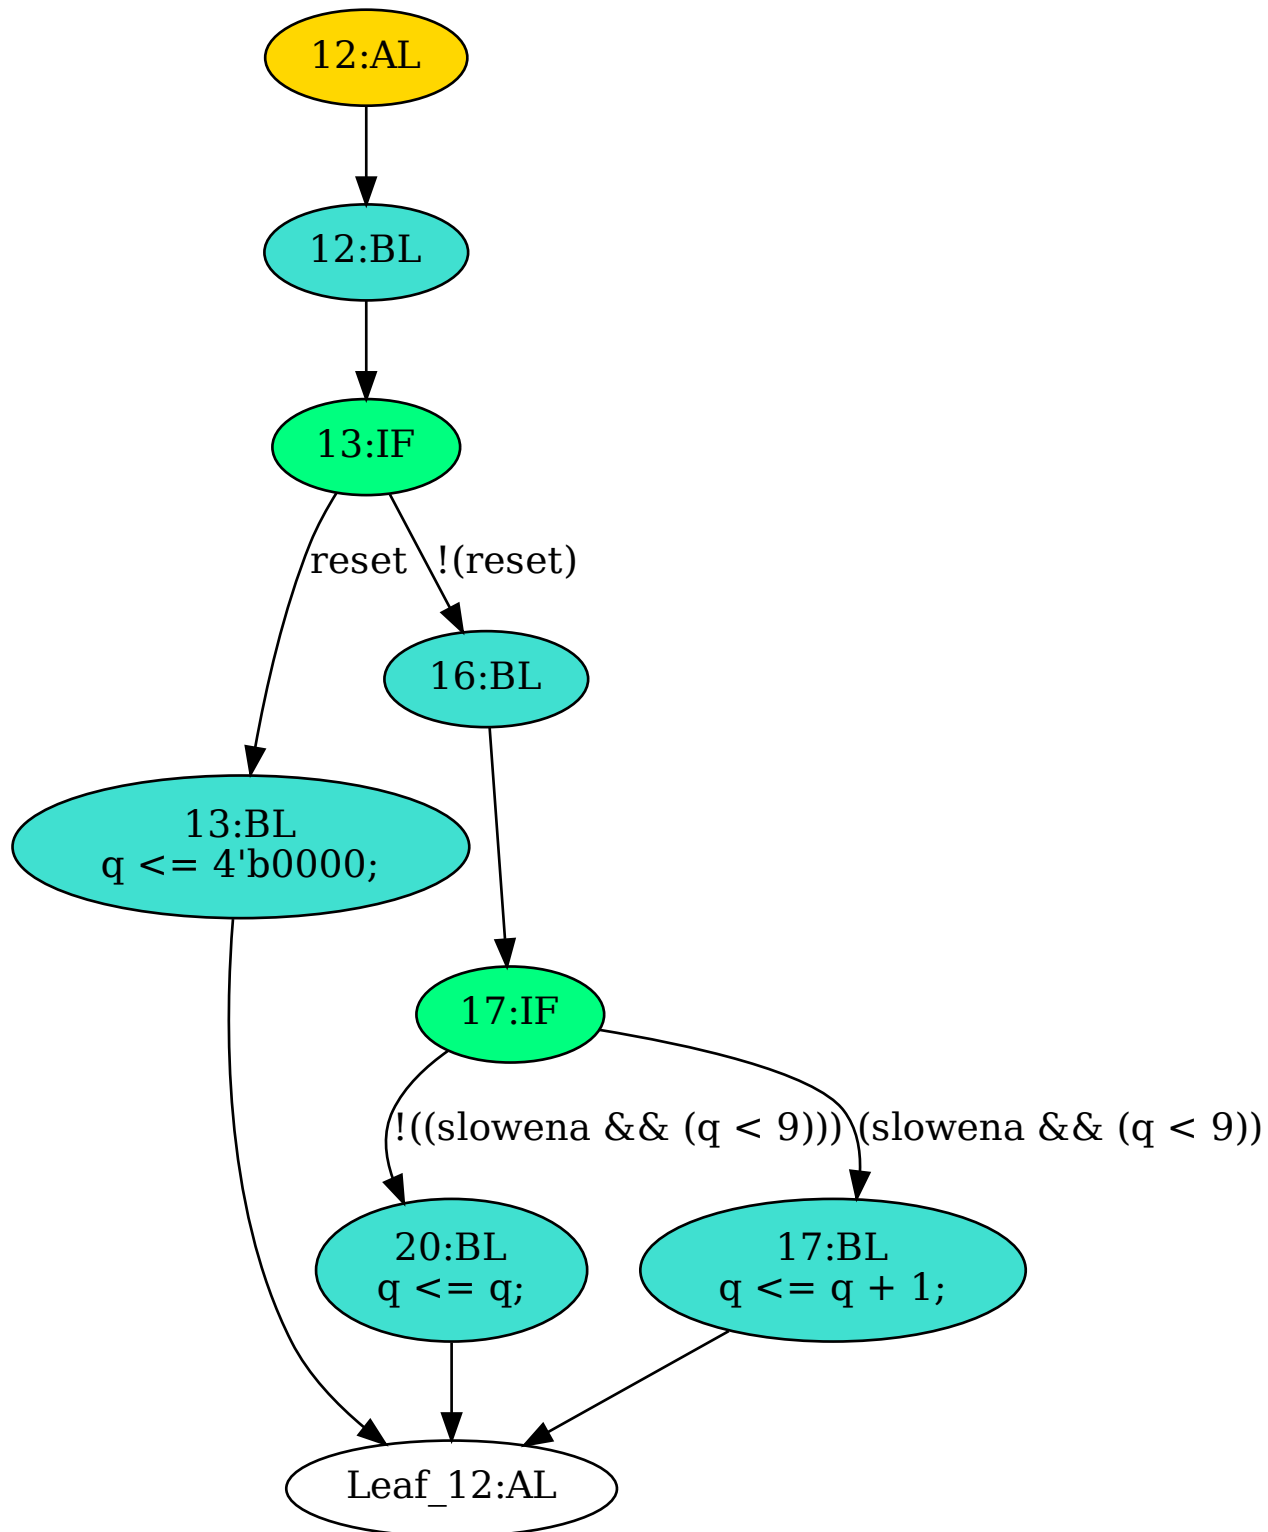 12:AL
12:BL
13:IF
reset
!(reset)
16:BL
13:BL
q <= 4'b0000;
17:IF
!((slowena && (q < 9)))
(slowena && (q < 9))
20:BL
q <= q;
17:BL
q <= q + 1;
Leaf_12:AL